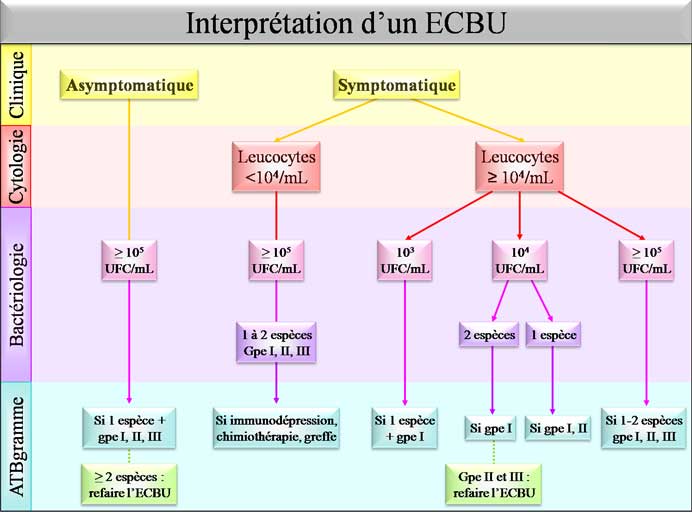 Interprétation d'un ECBU
Clinique
Asymptomatique
Symptomatique
Cytologie
Leucocytes
<10⁴/mL
Leucocytes
≥ 10⁴/mL
Bactériologie
≥ 10⁵
UFC/mL
≥ 10⁵
UFC/mL
10³
UFC/mL
10⁴
UFC/mL
≥ 10⁵
UFC/mL
1 à 2 espèces
Gpe I, II, III
2 espèces
1 espèce
ATBgramme
Si 1 espèce +
gpe I, II, III
Si immunodépression,
chimiothérapie, greffe
Si 1 espèce
+ gpe I
Si gpe I
Si gpe I, II
Si 1-2 espèces
gpe I, II, III
≥ 2 espèces :
refaire l'ECBU
Gpe II et III :
refaire l'ECBU